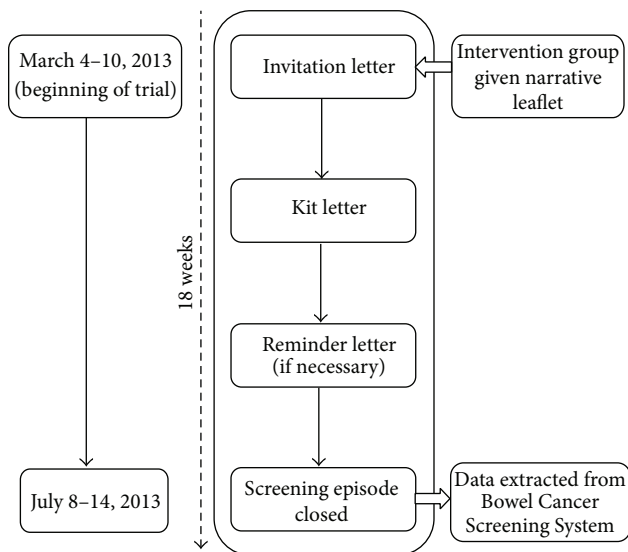 March 4–10, 2013
(beginning of trial)
Invitation letter
Intervention group
given narrative
leaflet
Kit letter
18 weeks
Reminder letter
(if necessary)
July 8–14, 2013
Screening episode
closed
Data extracted from
Bowel Cancer
Screening System